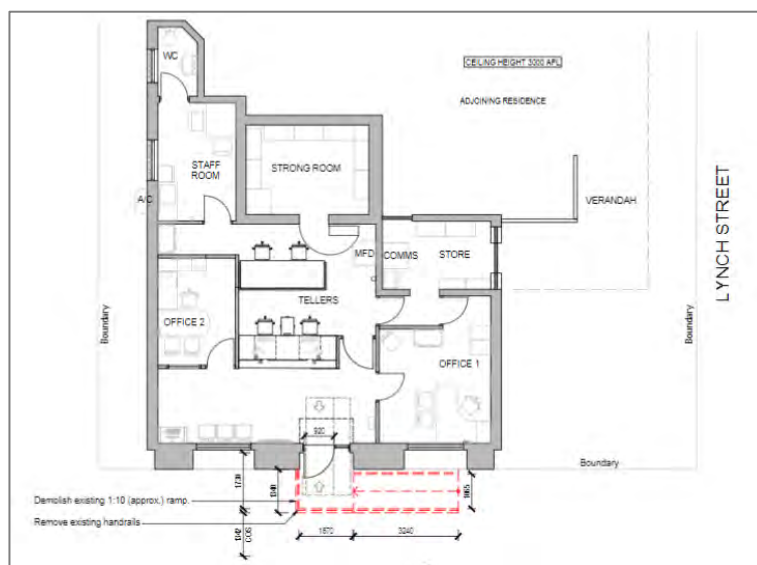 WC
CEILING HEIGHT 3000 AFL
ADJOINING RESIDENCE
STAFF
ROOM
STRONG ROOM
LYNCH STREET
A/C
VERANDAH
MFD
COMMS
STORE
TELLERS
OFFICE 2
Boundary
Boundary
OFFICE 1
920
Boundary
Demolish existing 1:10 (approx.) ramp.
Remove existing handrails
1570
3240